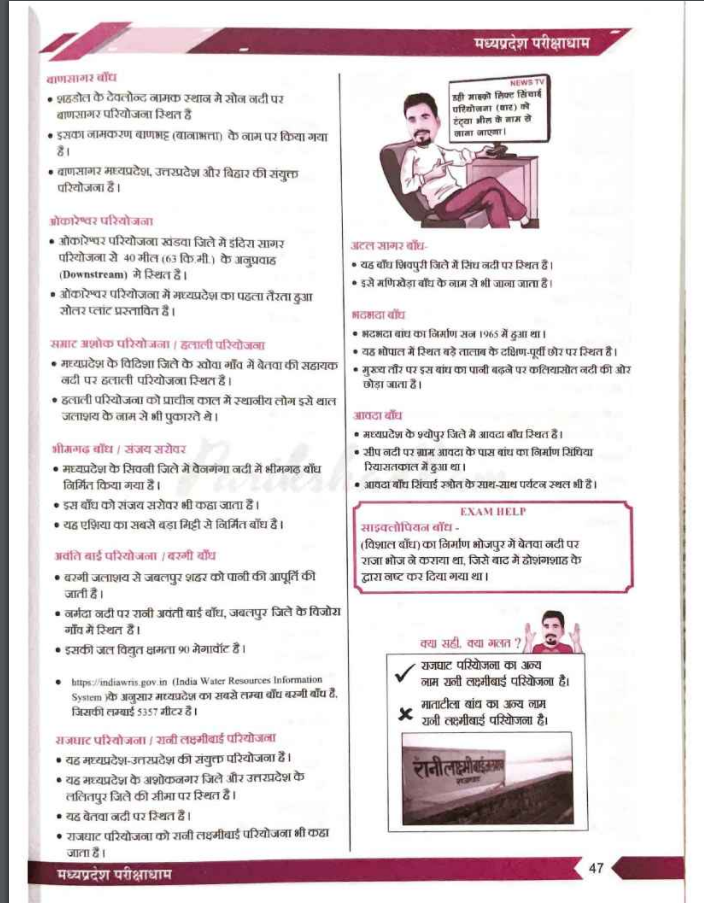 मध्यप्रदेश परीक्षाधाम
बाणसागर बाँध
• शहडोल के देवलोन्द नामक स्थान मे सोन नदी पर
बाणसागर परियोजना स्थित है
• इसका नामकरण बाणभट्ट (बानाभत्ता) के नाम पर किया गया
है।
• बाणसागर मध्यप्रदेश, उत्तरप्रदेश और बिहार की संयुक्त
परियोजना है।
ओंकारेश्वर परियोजना
• ओंकारेश्वर परियोजना खंडवा जिले मे इंदिरा सागर
परियोजना से 40 मील (63 कि.मी.) के अनुप्रवाह
(Downstream) मे स्थित है।
• ओंकारेश्वर परियोजना में मध्यप्रदेश का पहला तैरता हुआ
सोलर प्लांट प्रस्तावित है।
सम्राट अशोक परियोजना / हलाली परियोजना
• मध्यप्रदेश के विदिशा जिले के खोवा गाँव में बेतवा की सहायक
नदी पर हलाली परियोजना स्थित है।
• हलाली परियोजना को प्राचीन काल में स्थानीय लोग इसे थाल
जलाशय के नाम से भी पुकारते थे।
भीमगढ़ बाँध / संजय सरोवर
• मध्यप्रदेश के सिवनी जिले में वेनगंगा नदी में भीमगढ़ बाँध
निर्मित किया गया है।
• इस बाँध को संजय सरोवर भी कहा जाता है।
• यह एशिया का सबसे बड़ा मिट्टी से निर्मित बाँध है।
अवंति बाई परियोजना / बरगी बाँध
• बरगी जलाशय से जबलपुर शहर को पानी की आपूर्ति की
जाती है।
• नर्मदा नदी पर रानी अवंती बाई बाँध, जबलपुर जिले के बिजोरा
गाँव में स्थित हैं।
• इसकी जल विद्युत क्षमता 90 मेगावॉट है।
• https://indiawris.gov.in (India Water Resources Information
System )के अनुसार मध्यप्रदेश का सबसे लम्बा बाँध बरगी बाँध है,
जिसकी लम्बाई 5357 मीटर है।
राजघाट परियोजना / रानी लक्ष्मीबाई परियोजना
• यह मध्यप्रदेश-उत्तरप्रदेश की संयुक्त परियोजना है।
• यह मध्यप्रदेश के अशोकनगर जिले और उत्तरप्रदेश के
ललितपुर जिले की सीमा पर स्थित है।
• यह बेतवा नदी पर स्थित है।
• राजघाट परियोजना को रानी लक्ष्मीबाई परियोजना भी कहा
जाता है।
NEWS TV
डही माइक्रो लिफ्ट सिंचाई
परियोजना (धार) को
टंट्या भील के नाम से
जाना जाएगा।
अटल सागर बाँध-
• यह बाँध शिवपुरी जिले में सिंध नदी पर स्थित है।
• इसे मणिखेड़ा बाँध के नाम से भी जाना जाता है।
भदभदा बाँध
• भदभदा बांध का निर्माण सन 1965 में हुआ था।
• यह भोपाल में स्थित बड़े तालाब के दक्षिण-पूर्वी छोर पर स्थित है।
• मुख्य तौर पर इस बांध का पानी बढ़ने पर कलियासोत नदी की ओर
छोड़ा जाता है।
आवदा बाँध
• मध्यप्रदेश के श्योपुर जिले में आवदा बाँध स्थित है।
• सीप नदी पर ग्राम आवदा के पास बांध का निर्माण सिंधिया
रियासतकाल में हुआ था।
• आवदा बाँध सिंचाई स्त्रोत के साथ-साथ पर्यटन स्थल भी है।
EXAM HELP
साइक्लोपियन बाँध -
(विशाल बाँध) का निर्माण भोजपुर में बेतवा नदी पर
राजा भोज ने कराया था, जिसे बाद में होशंगशाह के
द्वारा नष्ट कर दिया गया था।
क्या सही, क्या गलत ?
राजघाट परियोजना का अन्य
नाम रानी लक्ष्मीबाई परियोजना है।
माताटीला बांध का अन्य नाम
रानी लक्ष्मीबाई परियोजना है।
रानी लक्ष्मीबाई
मध्यप्रदेश परीक्षाधाम
47